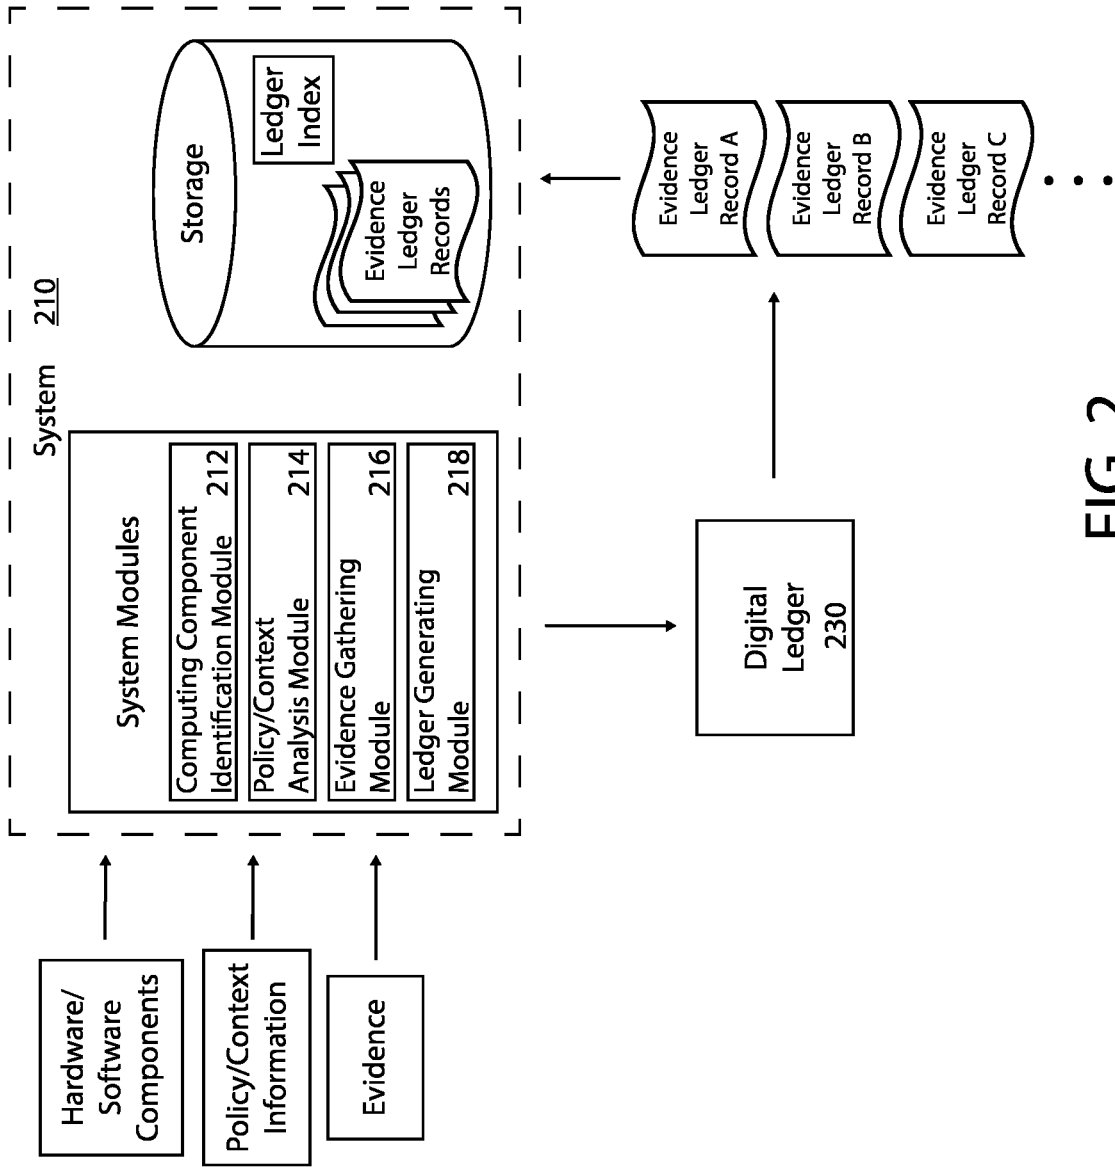 System 210
Hardware/
Software
Components
Policy/Context
Information
Evidence
System Modules
Computing Component
Identification Module 212
Policy/Context
Analysis Module 214
Evidence Gathering
Module 216
Ledger Generating
Module 218
Storage
Ledger
Index
Evidence
Ledger
Records
Digital
Ledger
230
Evidence
Ledger
Record A
Evidence
Ledger
Record B
Evidence
Ledger
Record C
FIG. 2